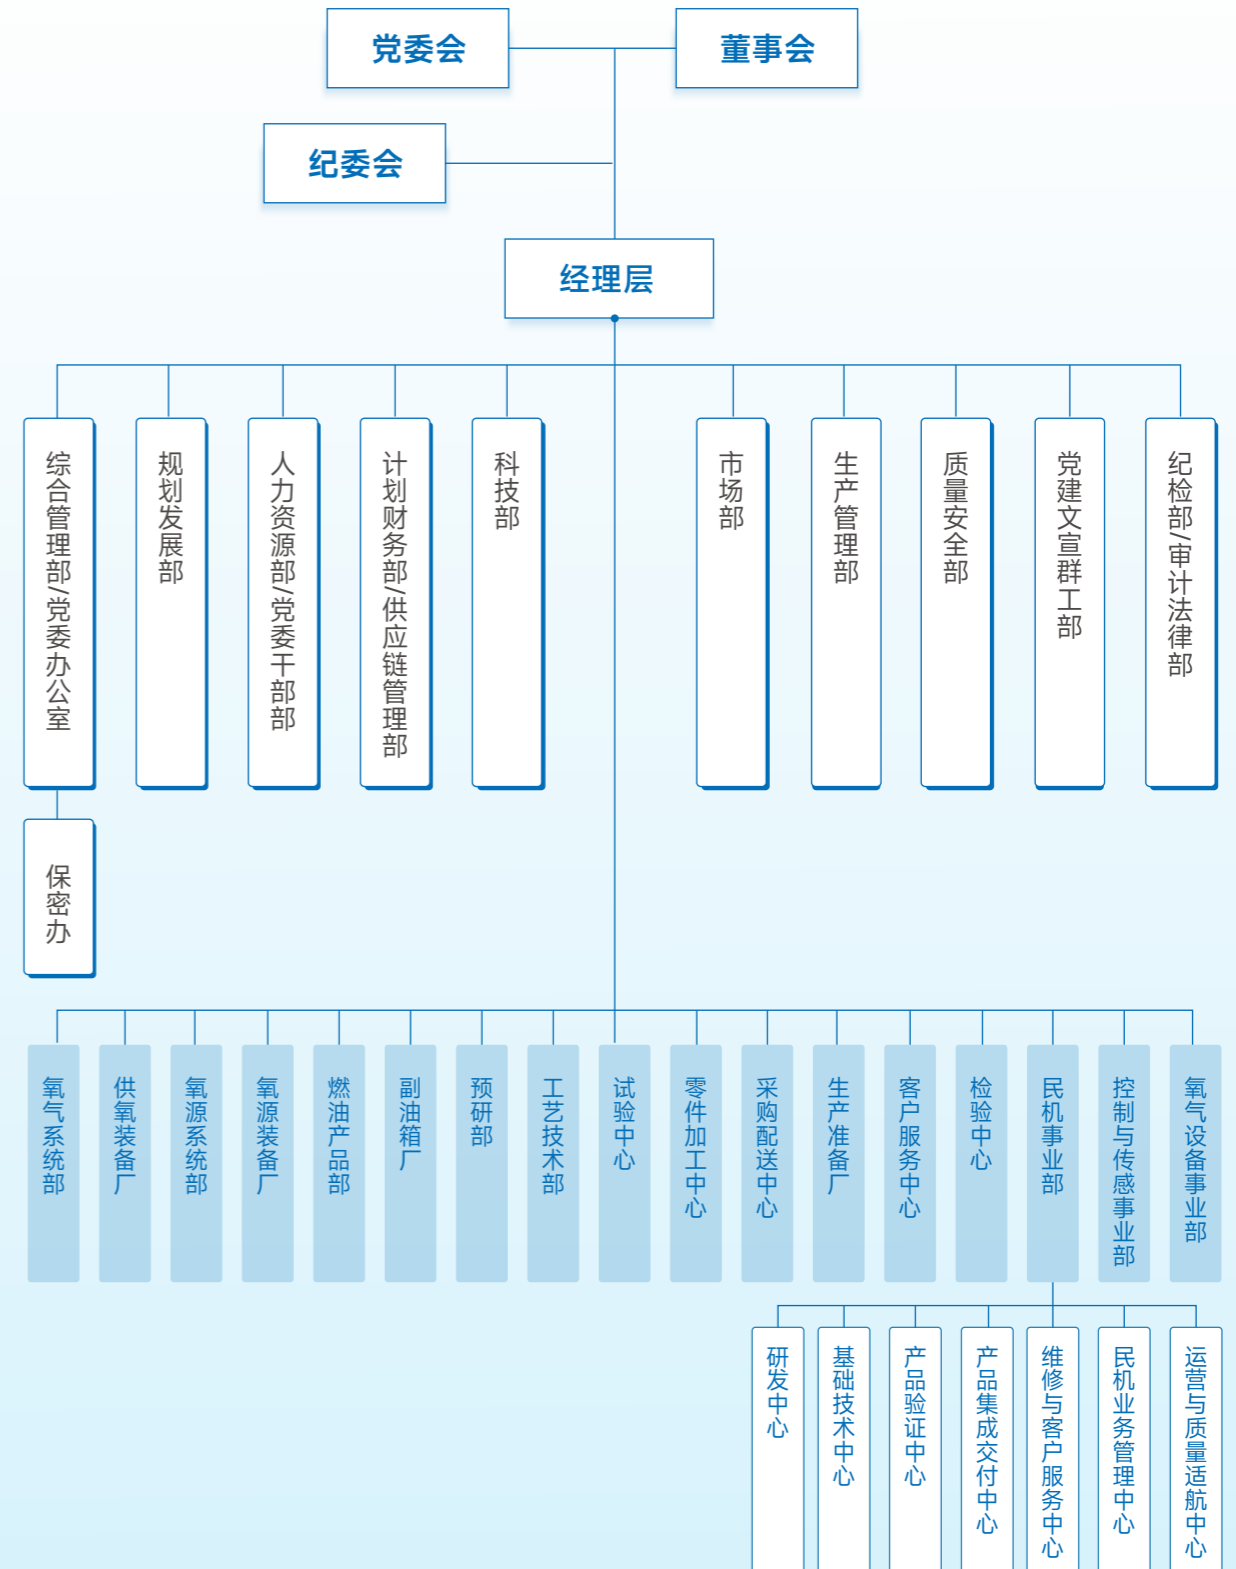 党委会
董事会
纪委会
经理层
综合管理部/党委办公室
规划发展部
人力资源部/党委干部部
计划财务部/供应链管理部
科技部
市场部
生产管理部
质量安全部
党建文宣群工部
纪检部/审计法律部
保密办
氧气系统部
供氧装备厂
氧源系统部
氧源装备厂
燃油产品部
副油箱厂
预研部
工艺技术部
试验中心
零件加工中心
采购配送中心
生产准备厂
客户服务中心
检验中心
民机事业部
控制与传感事业部
氧气设备事业部
研发中心
基础技术中心
产品验证中心
产品集成交付中心
维修与客户服务中心
民机业务管理中心
运营与质量适航中心